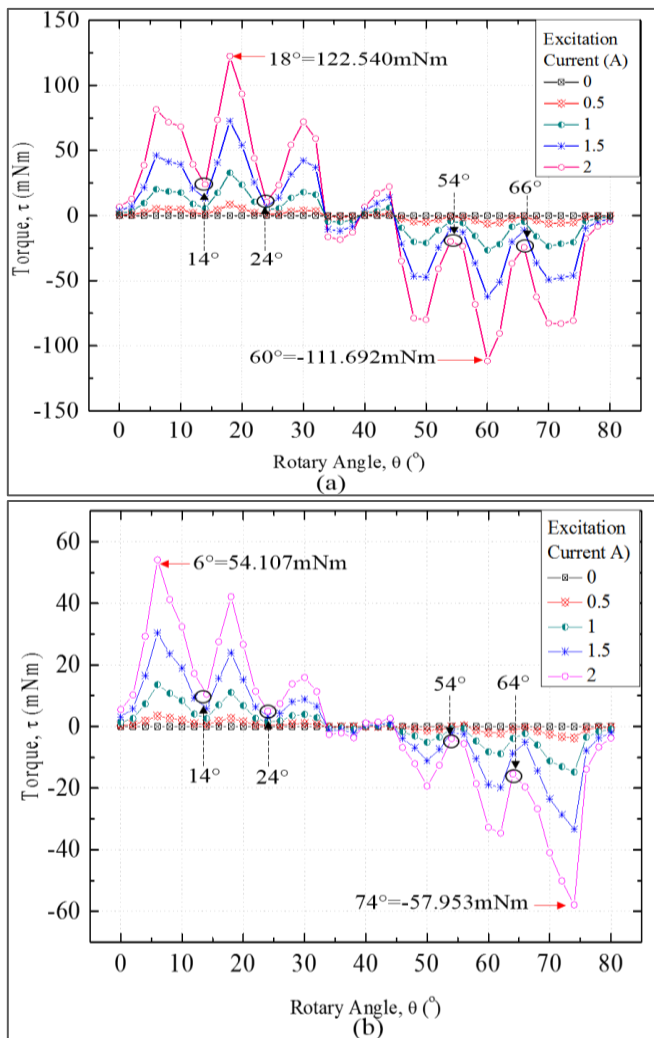 150
100
50
0
-50
-100
-150
Torque, τ (mNm)
18°=122.540mNm
14°
24°
54°
66°
60°=-111.692mNm
Excitation
Current (A)
0
0.5
1
1.5
2
0 10 20 30 40 50 60 70 80
Rotary Angle, θ (°)
(a)
60
40
20
0
-20
-40
-60
Torque, τ (mNm)
6°=54.107mNm
14°
24°
54°
64°
74°=-57.953mNm
Excitation
Current A)
0
0.5
1
1.5
2
0 10 20 30 40 50 60 70 80
Rotary Angle, θ (°)
(b)